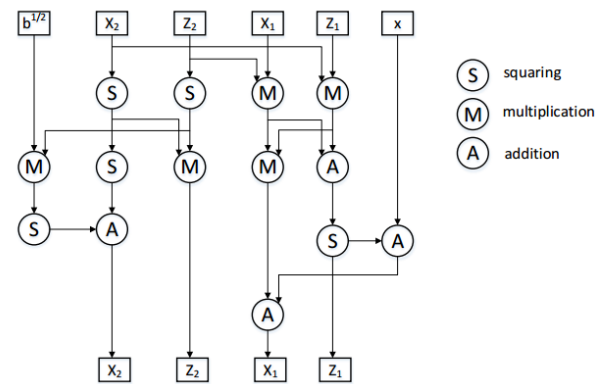 b^{1/2} X₂ Z₂ X₁ Z₁ x
S squaring
S S M M
M multiplication
M S M M A
A addition
S A S A
A
X₂ Z₂ X₁ Z₁